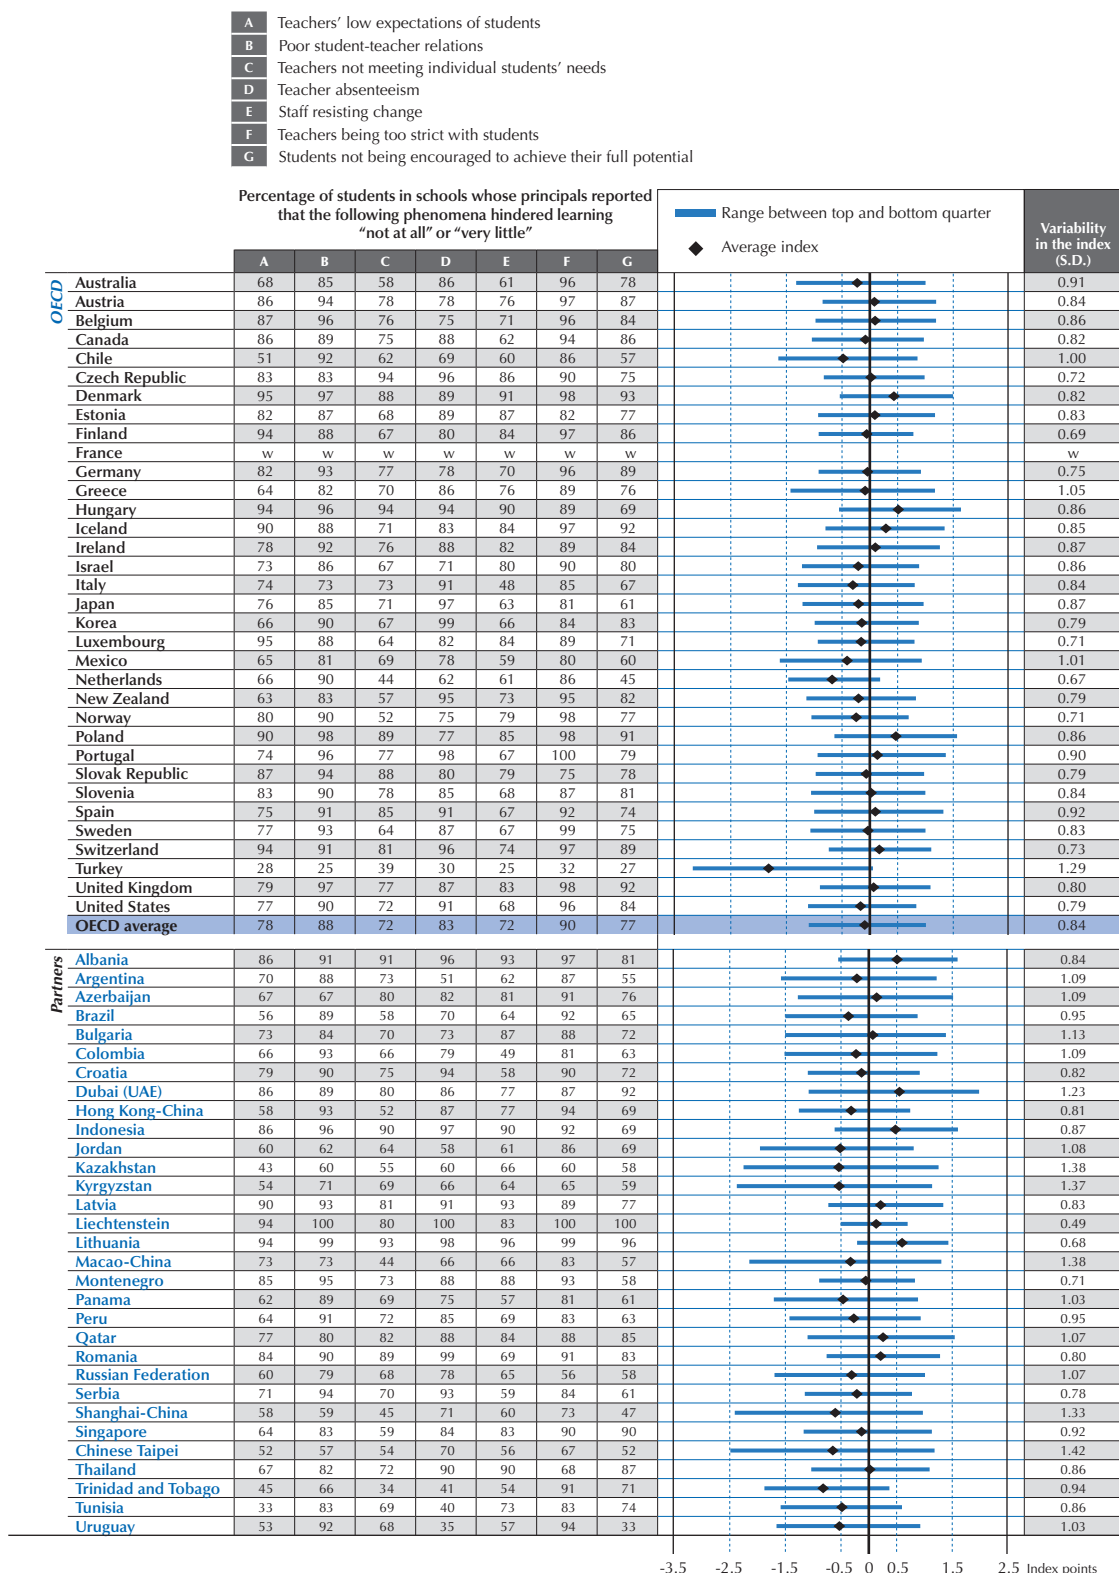 A Teachers' low expectations of students
B Poor student-teacher relations
C Teachers not meeting individual students' needs
D Teacher absenteeism
E Staff resisting change
F Teachers being too strict with students
G Students not being encouraged to achieve their full potential
Percentage of students in schools whose principals reported
that the following phenomena hindered learning
“not at all” or “very little”
Range between top and bottom quarter
Average index
Variability
in the index
(S.D.)
A B C D E F G
OECD
Australia 68 85 58 86 61 96 78 0.91
Austria 86 94 78 78 76 97 87 0.84
Belgium 87 96 76 75 71 96 84 0.86
Canada 86 89 75 88 62 94 86 0.82
Chile 51 92 62 69 60 86 57 1.00
Czech Republic 83 83 94 96 86 90 75 0.72
Denmark 95 97 88 89 91 98 93 0.82
Estonia 82 87 68 89 87 82 77 0.83
Finland 94 88 67 80 84 97 86 0.69
France w w w w w w w w
Germany 82 93 77 78 70 96 89 0.75
Greece 64 82 70 86 76 89 76 1.05
Hungary 94 96 94 94 90 89 69 0.86
Iceland 90 88 71 83 84 97 92 0.85
Ireland 78 92 76 88 82 89 84 0.87
Israel 73 86 67 71 80 90 80 0.86
Italy 74 73 73 91 48 85 67 0.84
Japan 76 85 71 97 63 81 61 0.87
Korea 66 90 67 99 66 84 83 0.79
Luxembourg 95 88 64 82 84 89 71 0.71
Mexico 65 81 69 78 59 80 60 1.01
Netherlands 66 90 44 62 61 86 45 0.67
New Zealand 63 83 57 95 73 95 82 0.79
Norway 80 90 52 75 79 98 77 0.71
Poland 90 98 89 77 85 98 91 0.86
Portugal 74 96 77 98 67 100 79 0.90
Slovak Republic 87 94 88 80 79 75 78 0.79
Slovenia 83 90 78 85 68 87 81 0.84
Spain 75 91 85 91 67 92 74 0.92
Sweden 77 93 64 87 67 99 75 0.83
Switzerland 94 91 81 96 74 97 89 0.73
Turkey 28 25 39 30 25 32 27 1.29
United Kingdom 79 97 77 87 83 98 92 0.80
United States 77 90 72 91 68 96 84 0.79
OECD average 78 88 72 83 72 90 77 0.84
Partners
Albania 86 91 91 96 93 97 81 0.84
Argentina 70 88 73 51 62 87 55 1.09
Azerbaijan 67 67 80 82 81 91 76 1.09
Brazil 56 89 58 70 64 92 65 0.95
Bulgaria 73 84 70 73 87 88 72 1.13
Colombia 66 93 66 79 49 81 63 1.09
Croatia 79 90 75 94 58 90 72 0.82
Dubai (UAE) 86 89 80 86 77 87 92 1.23
Hong Kong-China 58 93 52 87 77 94 69 0.81
Indonesia 86 96 90 97 90 92 69 0.87
Jordan 60 62 64 58 61 86 69 1.08
Kazakhstan 43 60 55 60 66 60 58 1.38
Kyrgyzstan 54 71 69 66 64 65 59 1.37
Latvia 90 93 81 91 93 89 77 0.83
Liechtenstein 94 100 80 100 83 100 100 0.49
Lithuania 94 99 93 98 96 99 96 0.68
Macao-China 73 73 44 66 66 83 57 1.38
Montenegro 85 95 73 88 88 93 58 0.71
Panama 62 89 69 75 57 81 61 1.03
Peru 64 91 72 85 69 83 63 0.95
Qatar 77 80 82 88 84 88 85 1.07
Romania 84 90 89 99 69 91 83 0.80
Russian Federation 60 79 68 78 65 56 58 1.07
Serbia 71 94 70 93 59 84 61 0.78
Shanghai-China 58 59 45 71 60 73 47 1.33
Singapore 64 83 59 84 83 90 90 0.92
Chinese Taipei 52 57 54 70 56 67 52 1.42
Thailand 67 82 72 90 90 68 87 0.86
Trinidad and Tobago 45 66 34 41 54 91 71 0.94
Tunisia 33 83 69 40 73 83 74 0.86
Uruguay 53 92 68 35 57 94 33 1.03
-3.5 -2.5 -1.5 -0.5 0 0.5 1.5 2.5 Index points